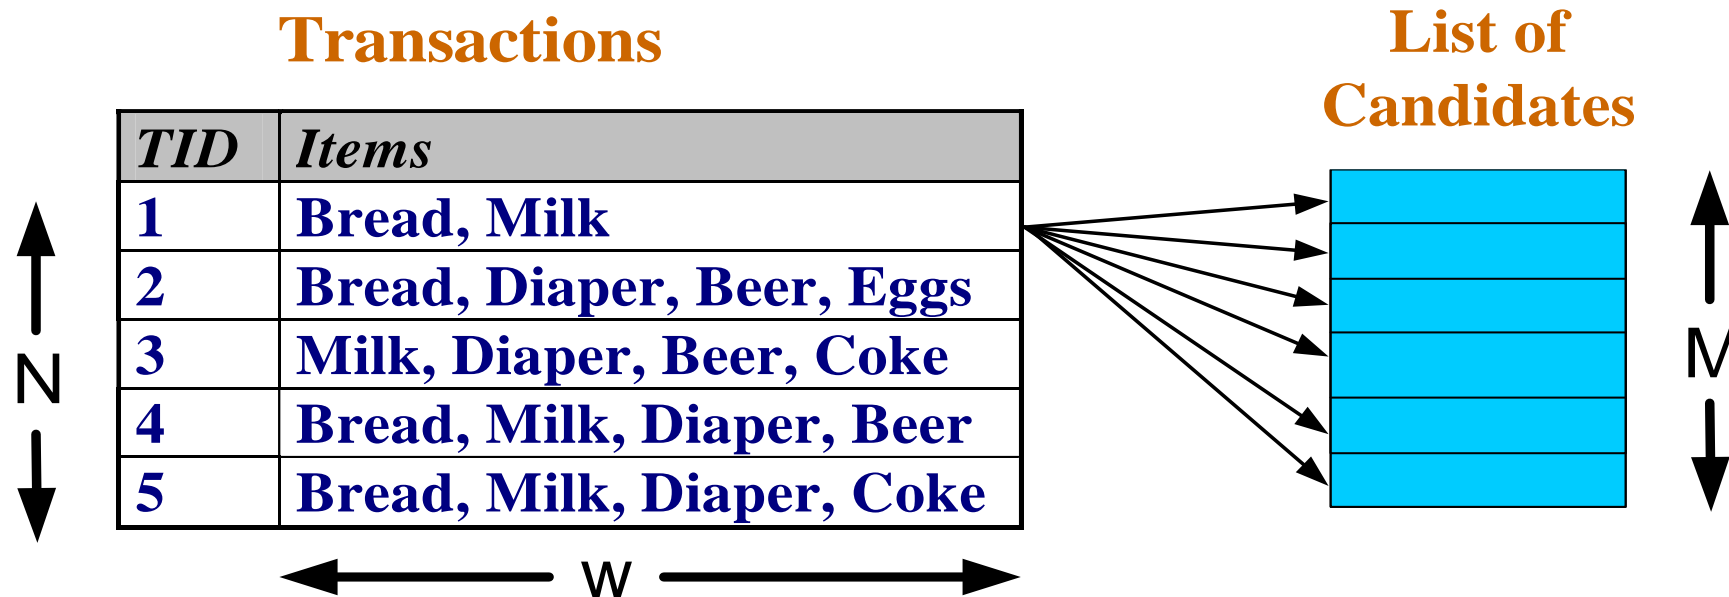 Transactions
List of
Candidates
TID Items
1 Bread, Milk
2 Bread, Diaper, Beer, Eggs
3 Milk, Diaper, Beer, Coke
4 Bread, Milk, Diaper, Beer
5 Bread, Milk, Diaper, Coke
N
M
w